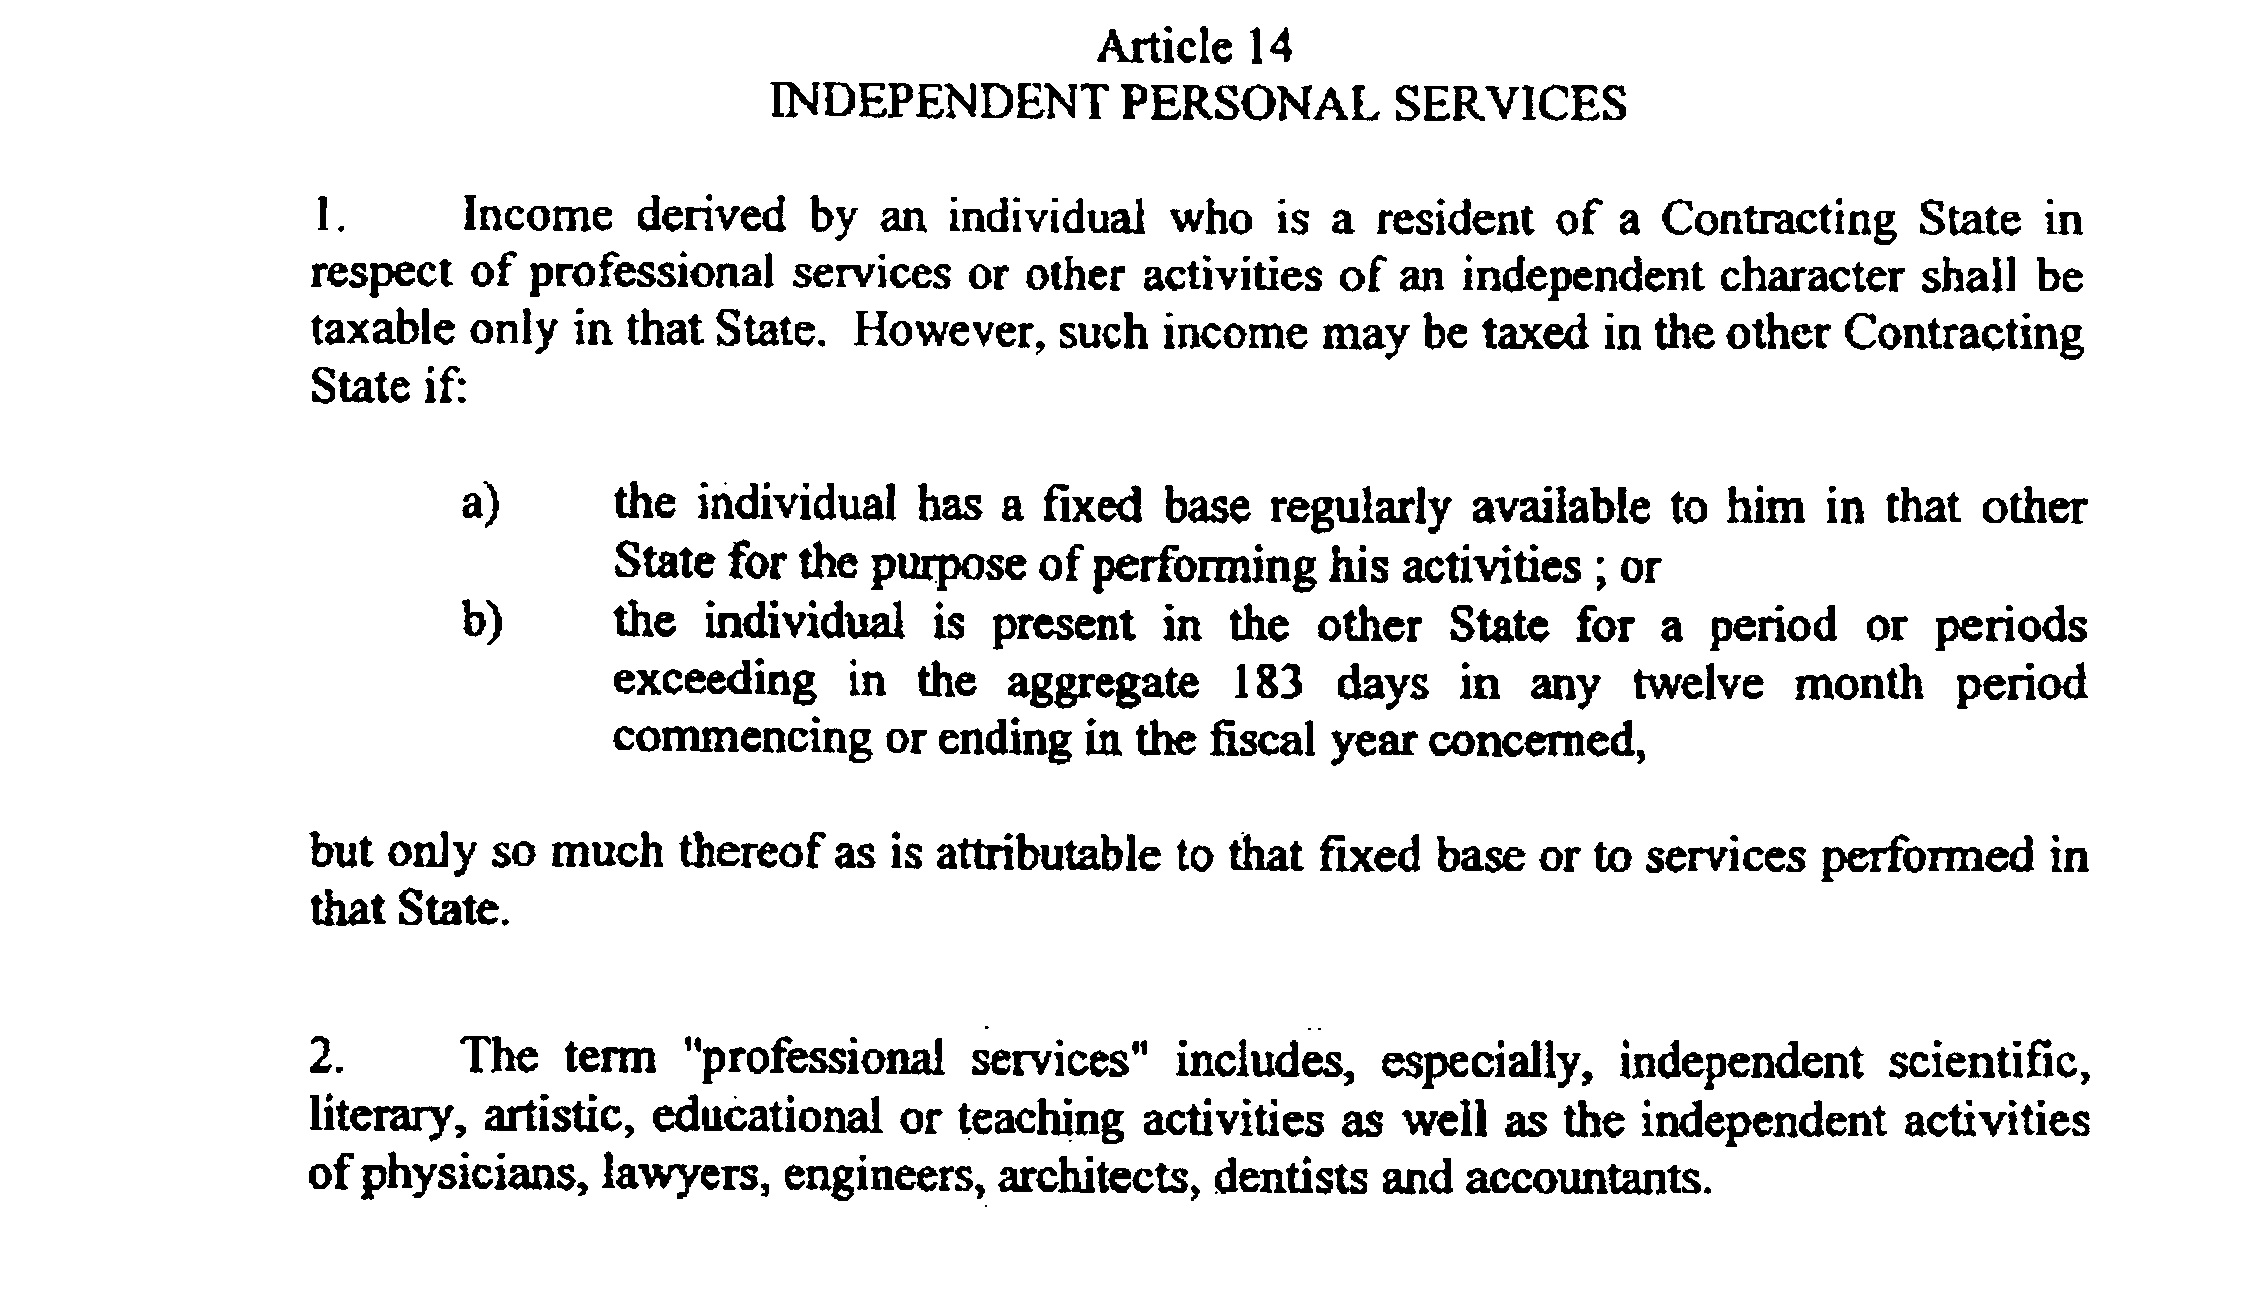 Article 14
INDEPENDENT PERSONAL SERVICES
1. Income derived by an individual who is a resident of a Contracting State in
respect of professional services or other activities of an independent character shall be
taxable only in that State. However, such income may be taxed in the other Contracting
State if:
a) the individual has a fixed base regularly available to him in that other
State for the purpose of performing his activities ; or
b) the individual is present in the other State for a period or periods
exceeding in the aggregate 183 days in any twelve month period
commencing or ending in the fiscal year concerned,
but only so much thereof as is attributable to that fixed base or to services performed in
that State.
2. The term "professional services" includes, especially, independent scientific,
literary, artistic, educational or teaching activities as well as the independent activities
of physicians, lawyers, engineers, architects, dentists and accountants.